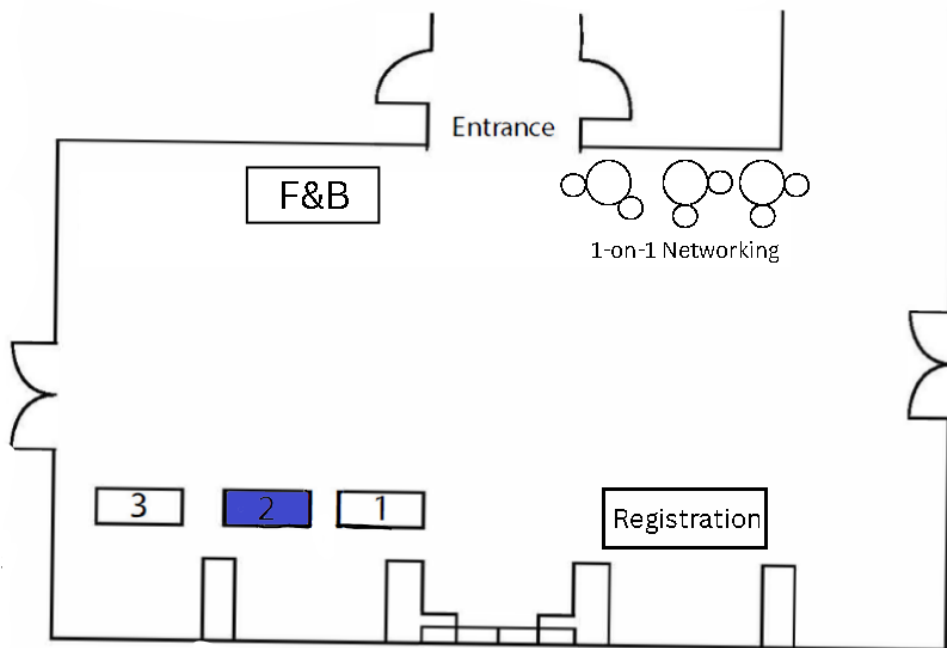 Entrance
F&B
1-on-1 Networking
3
2
1
Registration